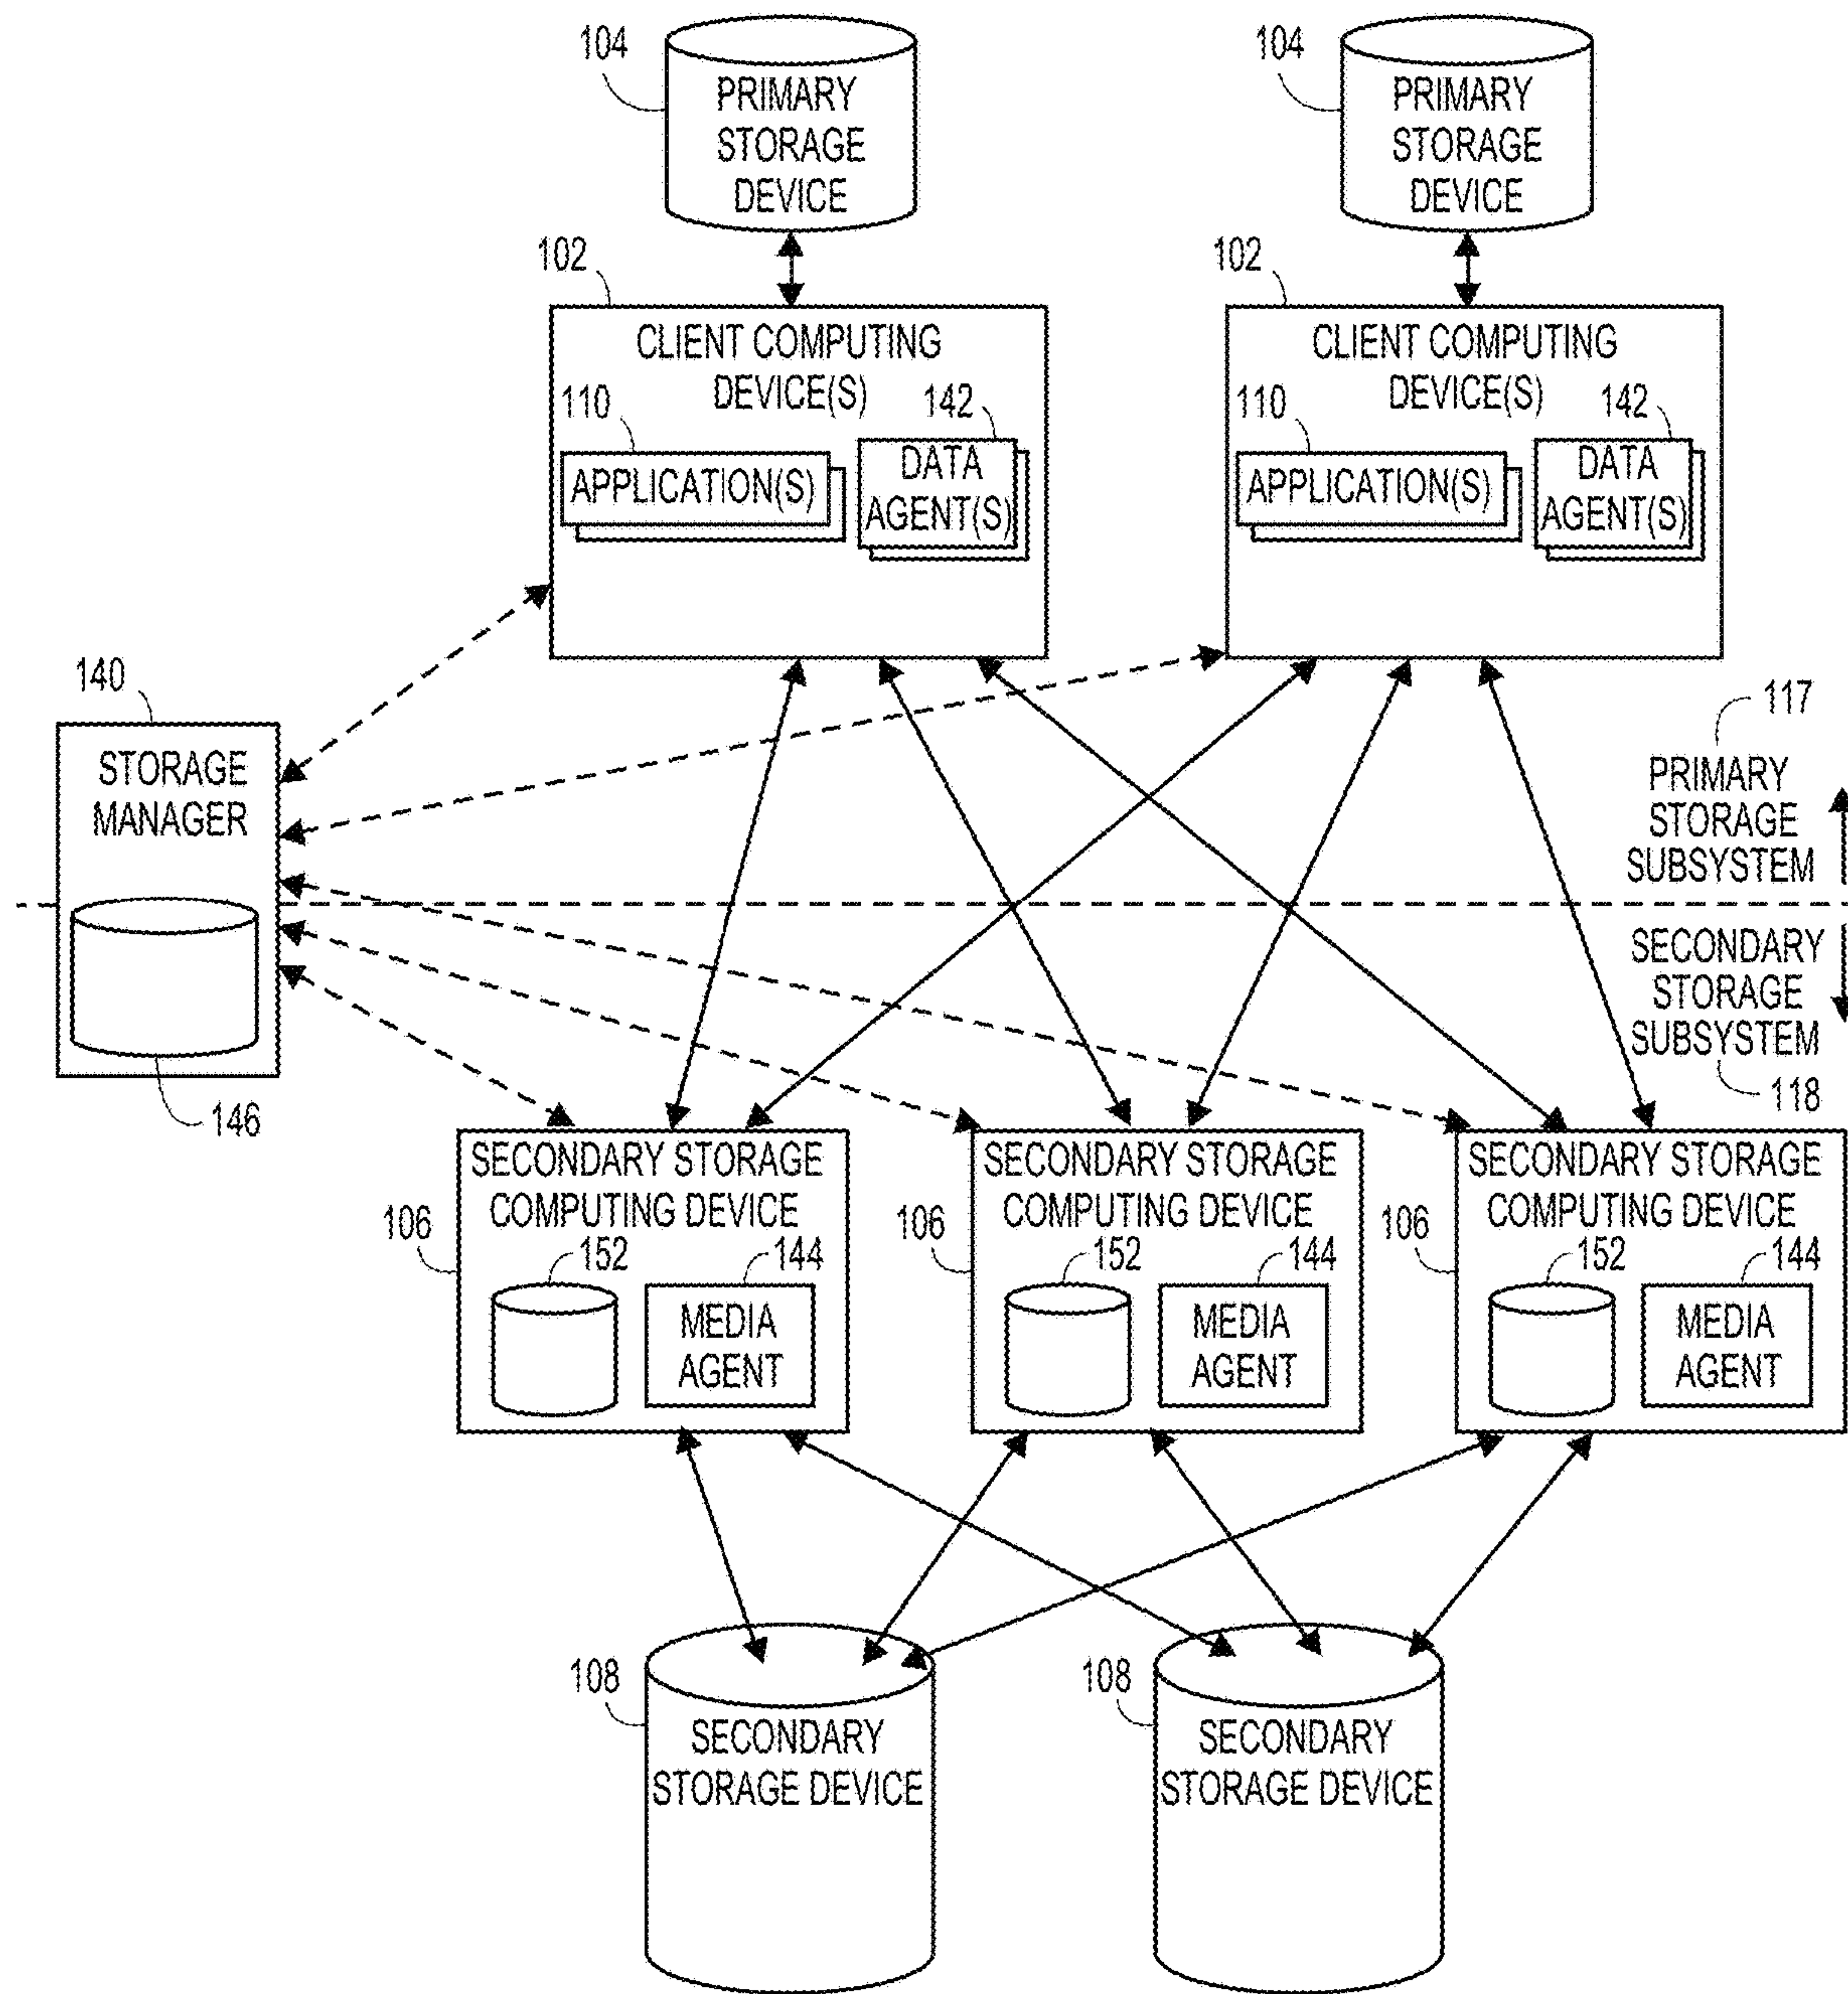 104
PRIMARY
STORAGE
DEVICE
104
PRIMARY
STORAGE
DEVICE
102
CLIENT COMPUTING
DEVICE(S)
110
APPLICATION(S)
142
DATA
AGENT(S)
102
CLIENT COMPUTING
DEVICE(S)
110
APPLICATION(S)
142
DATA
AGENT(S)
140
STORAGE
MANAGER
146
117
PRIMARY
STORAGE
SUBSYSTEM
SECONDARY
STORAGE
SUBSYSTEM
118
SECONDARY STORAGE
COMPUTING DEVICE
106
152
144
MEDIA
AGENT
SECONDARY STORAGE
COMPUTING DEVICE
106
152
144
MEDIA
AGENT
SECONDARY STORAGE
COMPUTING DEVICE
106
152
144
MEDIA
AGENT
108
SECONDARY
STORAGE DEVICE
108
SECONDARY
STORAGE DEVICE